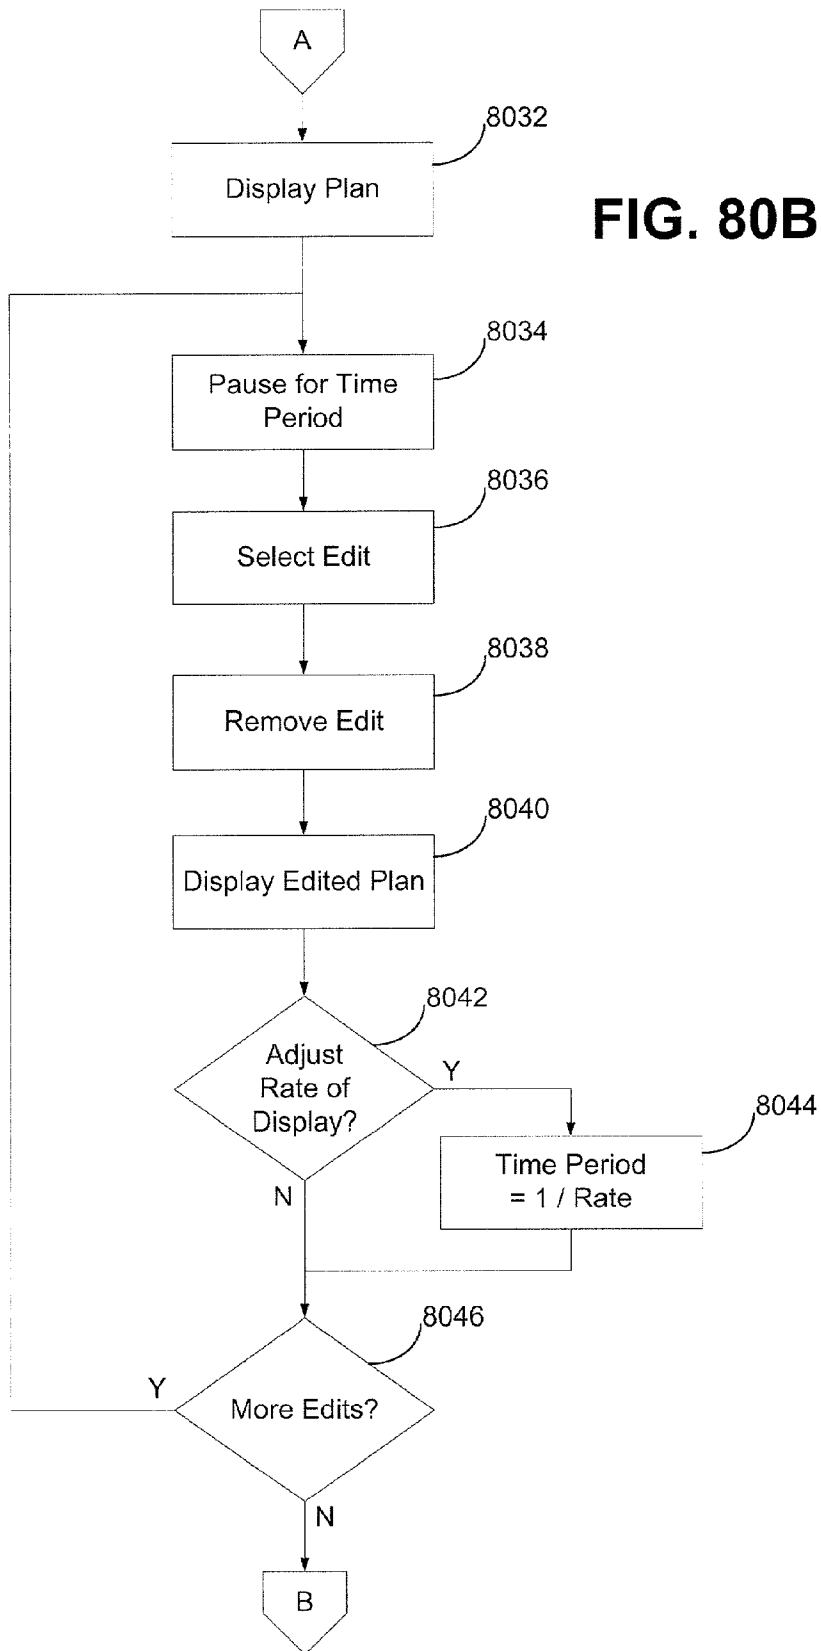 A
8032
Display Plan
FIG. 80B
8034
Pause for Time
Period
8036
Select Edit
8038
Remove Edit
8040
Display Edited Plan
8042
Adjust
Rate of
Display?
Y
8044
Time Period
= 1 / Rate
N
8046
Y
More Edits?
N
B